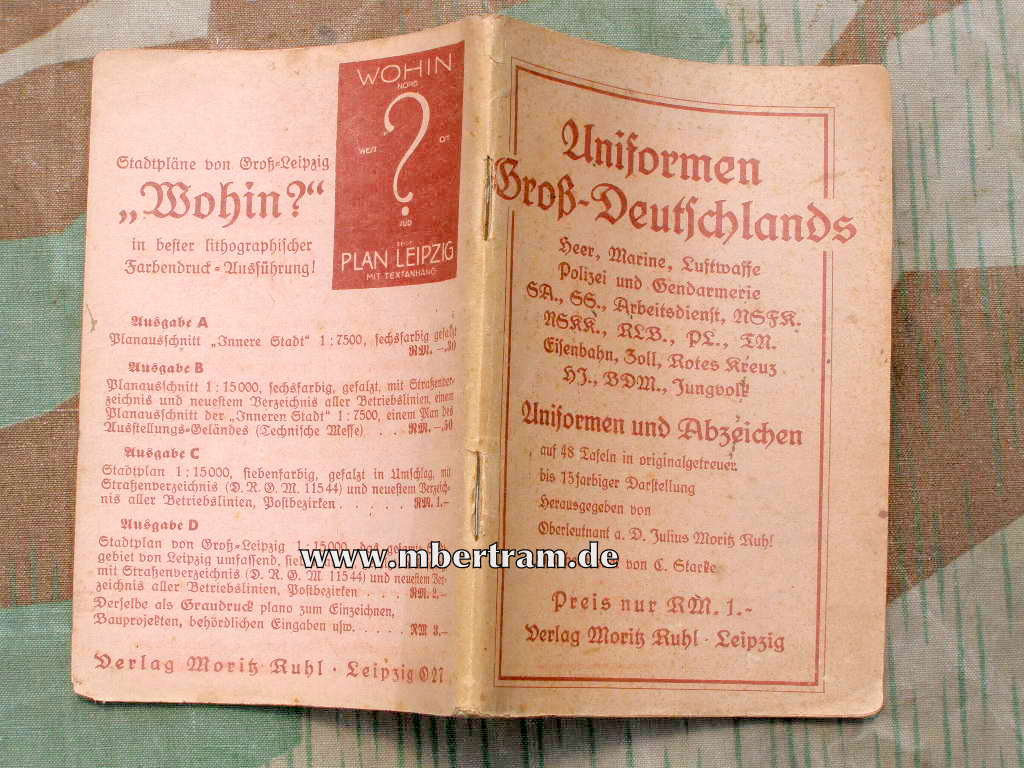 WOHIN
NORD
?
WEST
OST
SÜD
PLAN LEIPZIG
MIT TEXTANHANG
Stadtpläne von Groß-Leipzig
„Wohin?“
in bester lithographischer
Farbendruck-Ausführung!
Ausgabe A
Planausschnitt „Innere Stadt“ 1:7500, sechsfarbig gefalzt
RM. –.30
Ausgabe B
Planausschnitt 1:15000, sechsfarbig, gefalzt, mit Straßenver-
zeichnis und neuestem Verzeichnis aller Betriebslinien, einem
Planausschnitt der „Inneren Stadt“ 1:7500, einem Plan des
Ausstellungs-Geländes (Technische Messe) . . . RM. –.50
Ausgabe C
Stadtplan 1:15000, siebenfarbig, gefalzt in Umschlag, mit
Straßenverzeichnis (D.R.G.M. 11544) und neuestem Verzeich-
nis aller Betriebslinien, Postbezirken . . . . . RM. 1.–
Ausgabe D
Stadtplan von Groß-Leipzig 1:15000, das
gebiet von Leipzig umfassend,
mit Straßenverzeichnis (D.R.G.M. 11544) und neuestem Ver-
zeichnis aller Betriebslinien, Postbezirken . . . . RM. 2.–
Derselbe als Graudruck plano zum Einzeichnen,
Bauprojekten, behördlichen Eingaben usw. . . . . . RM 3.–
Verlag Moritz Ruhl · Leipzig O 27
Uniformen
Groß-Deutschlands
Heer, Marine, Luftwaffe
Polizei und Gendarmerie
SA., SS., Arbeitsdienst, NSFK.
NSKK., RLB., PL., TN.
Eisenbahn, Zoll, Rotes Kreuz
HJ., BDM., Jungvolk
Uniformen und Abzeichen
auf 48 Tafeln in originalgetreuer
bis 15farbiger Darstellung
Herausgegeben von
Oberleutnant a. D. Julius Moritz Ruhl
von C. Starke
Preis nur RM. 1.-
Verlag Moritz Ruhl · Leipzig
www.mbertram.de